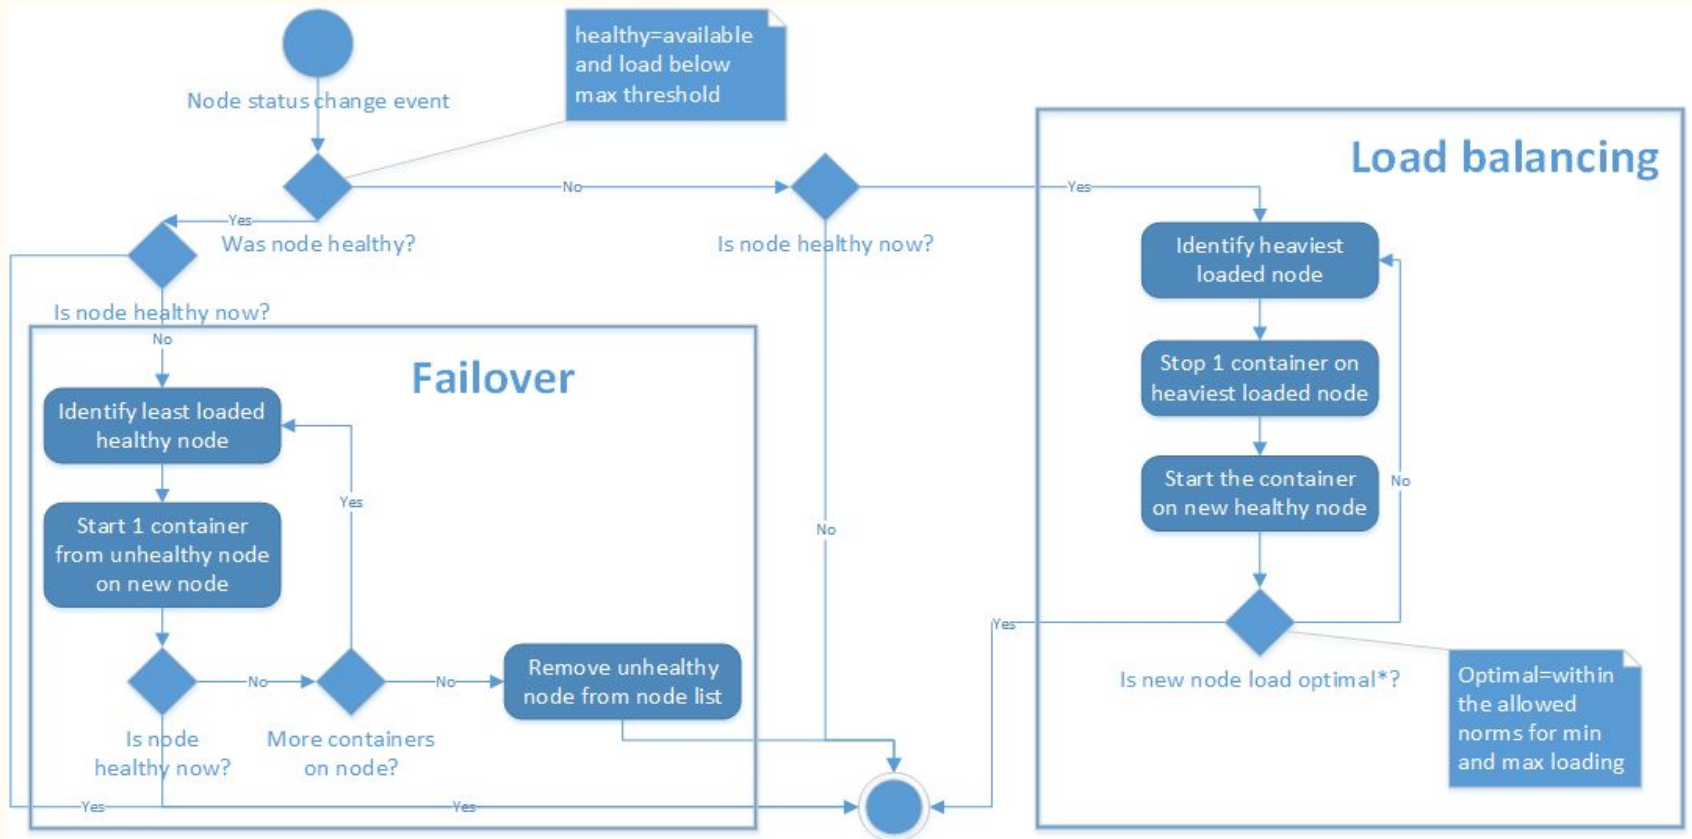 healthy=available
and load below
max threshold
Node status change event
Load balancing
No
Yes
Yes
Was node healthy?
Is node healthy now?
Identify heaviest
loaded node
Is node healthy now?
No
Failover
Stop 1 container on
heaviest loaded node
Identify least loaded
healthy node
Start the container
on new healthy node
No
Yes
Start 1 container
from unhealthy node
on new node
No
Yes
Is new node load optimal*?
Optimal=within
the allowed
norms for min
and max loading
No
No
Remove unhealthy
node from node list
Is node
healthy now?
More containers
on node?
Yes
Yes